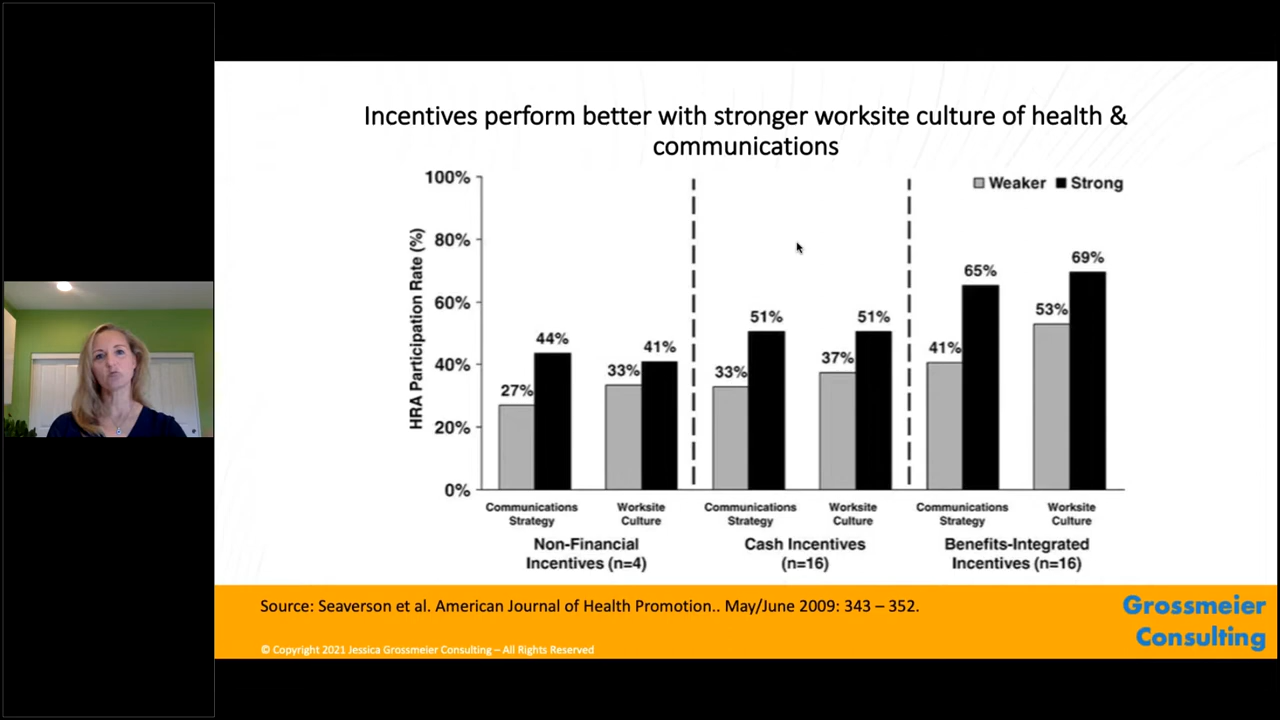 Incentives perform better with stronger worksite culture of health &
communications
Weaker Strong
HRA Participation Rate (%)
100%
80%
60%
40%
20%
0%
27% 44% 33% 41%
33% 51% 37% 51%
41% 65% 53% 69%
Communications
Strategy
Worksite
Culture
Communications
Strategy
Worksite
Culture
Communications
Strategy
Worksite
Culture
Non-Financial
Incentives (n=4)
Cash Incentives
(n=16)
Benefits-Integrated
Incentives (n=16)
Source: Seaverson et al. American Journal of Health Promotion.. May/June 2009: 343 – 352.
© Copyright 2021 Jessica Grossmeier Consulting – All Rights Reserved
Grossmeier
Consulting